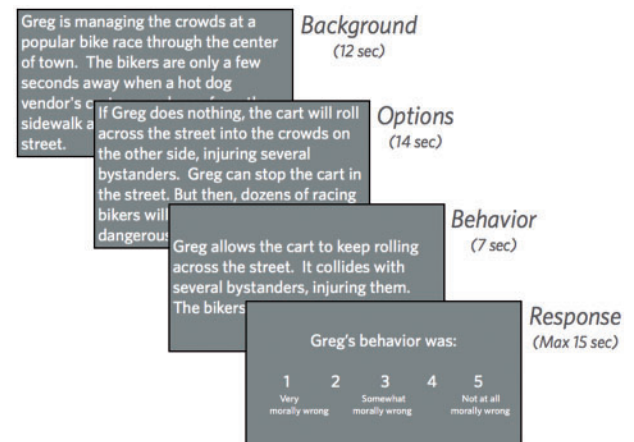 Greg is managing the crowds at a
popular bike race through the center
of town. The bikers are only a few
seconds away when a hot dog
vendor's
sidewalk
street.
Background
(12 sec)
If Greg does nothing, the cart will roll
across the street into the crowds on
the other side, injuring several
bystanders. Greg can stop the cart in
the street. But then, dozens of racing
bikers will
dangerous
Options
(14 sec)
Greg allows the cart to keep rolling
across the street. It collides with
several bystanders, injuring them.
The bikers
Behavior
(7 sec)
Greg's behavior was:
1 2 3 4 5
Very Somewhat Not at all
morally wrong morally wrong morally wrong
Response
(Max 15 sec)